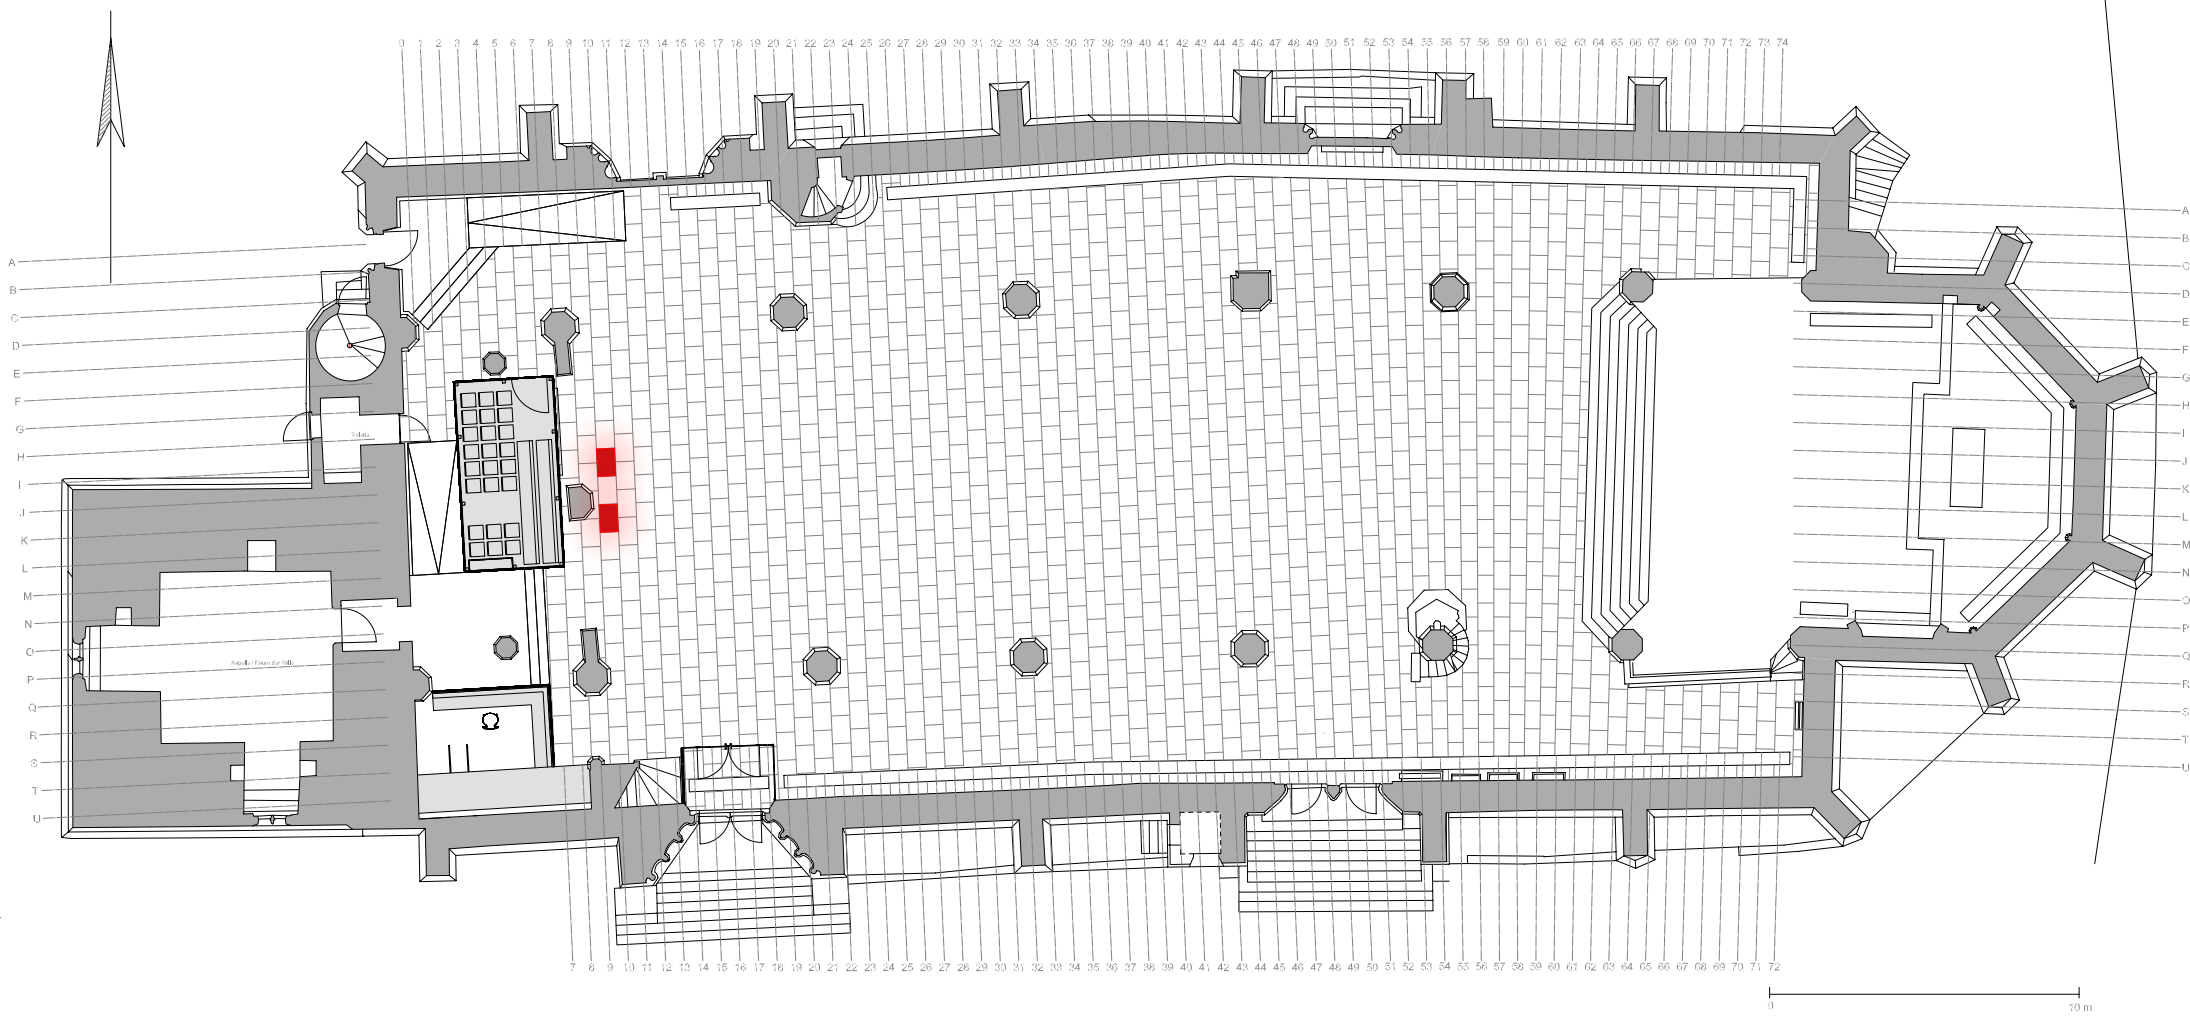 0 1 2 3 4 5 6 7 8 9 10 11 12 13 14 15 16 17 18 19 20 21 22 23 24 25 26 27 28 29 30 31 32 33 34 35 36 37 38 39 40 41 42 43 44 45 46 47 48 49 50 51 52 53 54 55 56 57 58 59 60 61 62 63 64 65 66 67 68 69 70 71 72 73 74
A
B
C
D
E
F
G
H
I
J
K
L
M
N
O
P
Q
R
S
T
U
A
B
C
D
E
F
G
H
I
J
K
L
M
N
O
P
Q
R
S
T
U
7 8 9 10 11 12 13 14 15 16 17 18 19 20 21 22 23 24 25 26 27 28 29 30 31 32 33 34 35 36 37 38 39 40 41 42 43 44 45 46 47 48 49 50 51 52 53 54 55 56 57 58 59 60 61 62 63 64 65 66 67 68 69 70 71 72
0 10 m